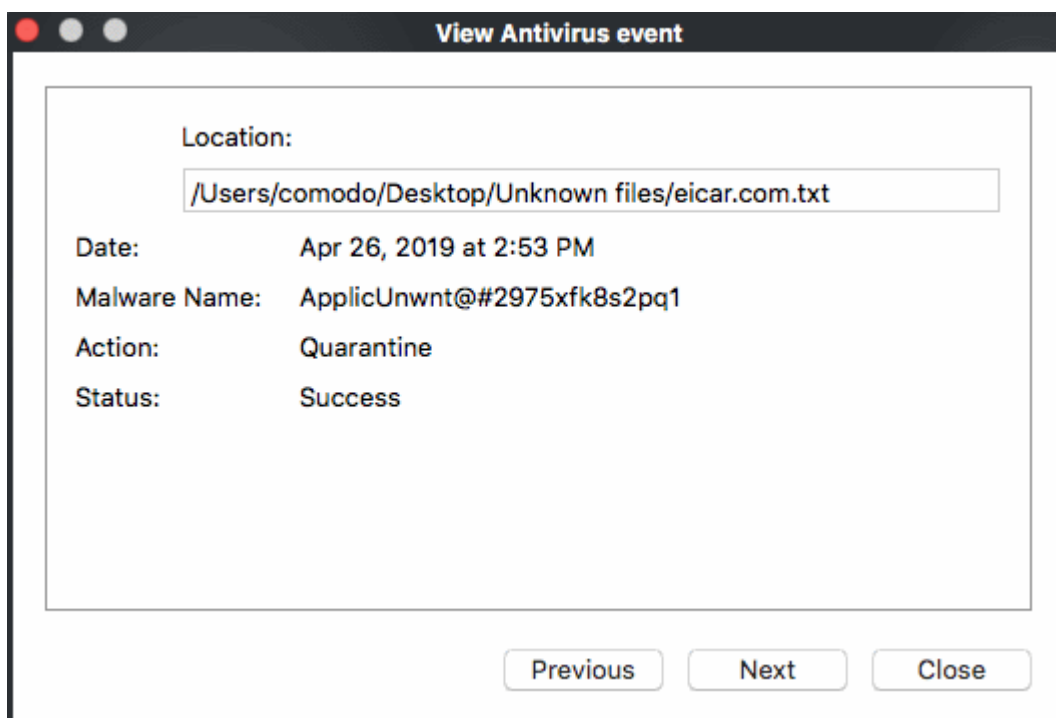 View Antivirus event
Location:
/Users/comodo/Desktop/Unknown files/eicar.com.txt
Date: Apr 26, 2019 at 2:53 PM
Malware Name: ApplicUnwnt@#2975xfk8s2pq1
Action: Quarantine
Status: Success
Previous Next Close